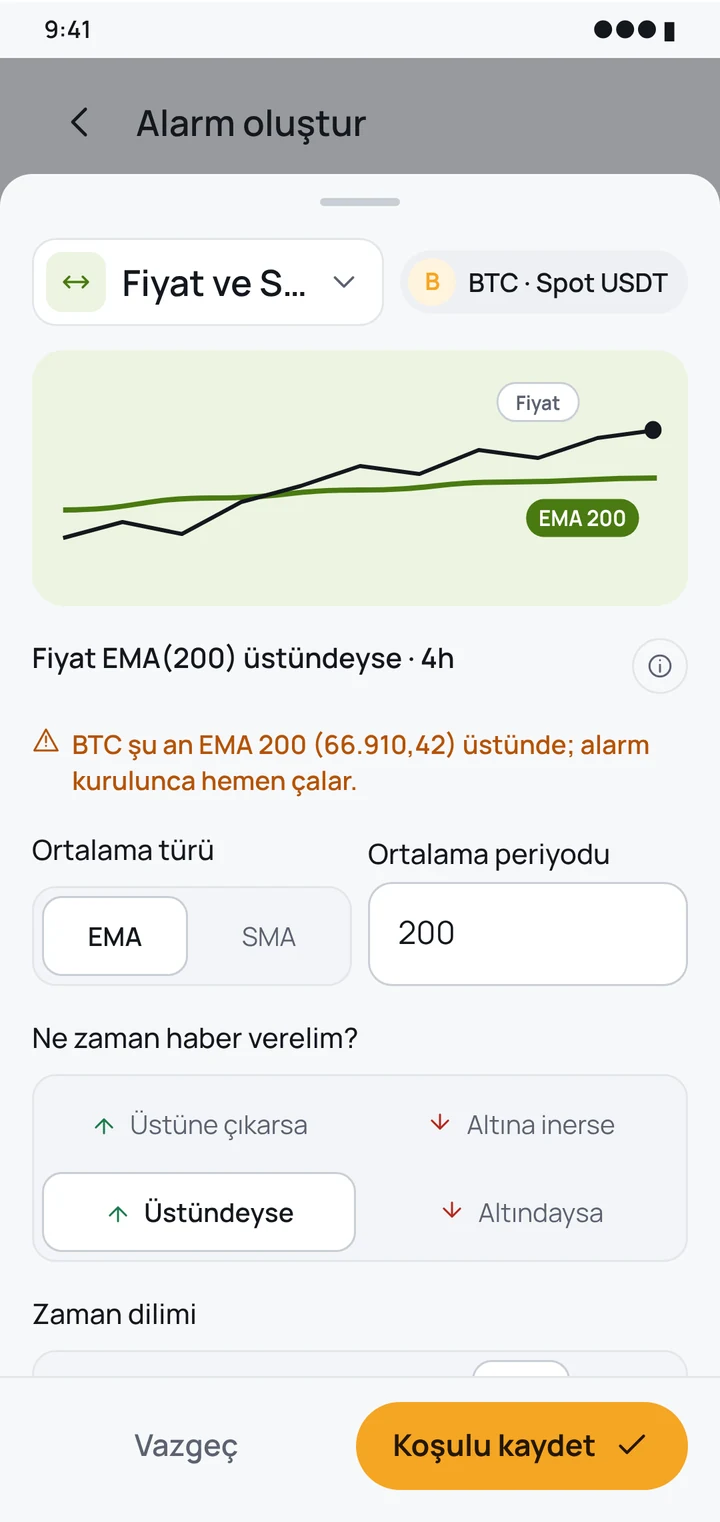 9:41
Alarm oluştur
Fiyat ve S...
B BTC · Spot USDT
Fiyat
EMA 200
Fiyat EMA(200) üstündeyse · 4h
BTC şu an EMA 200 (66.910,42) üstünde; alarm
kurulunca hemen çalar.
Ortalama türü
Ortalama periyodu
EMA
SMA
200
Ne zaman haber verelim?
Üstüne çıkarsa
Altına inerse
Üstündeyse
Altındaysa
Zaman dilimi
Vazgeç
Koşulu kaydet